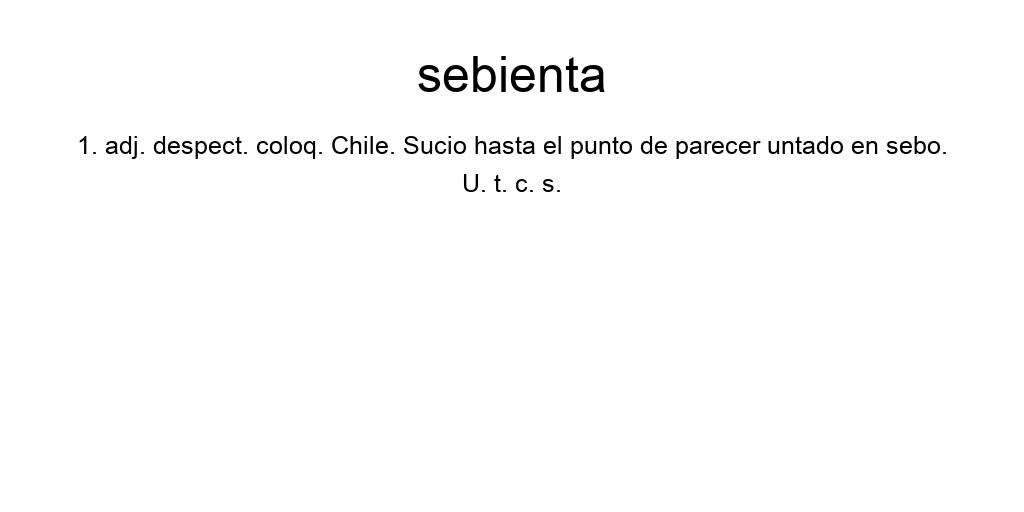 sebienta
1. adj. despect. coloq. Chile. Sucio hasta el punto de parecer untado en sebo.
U. t. c. s.